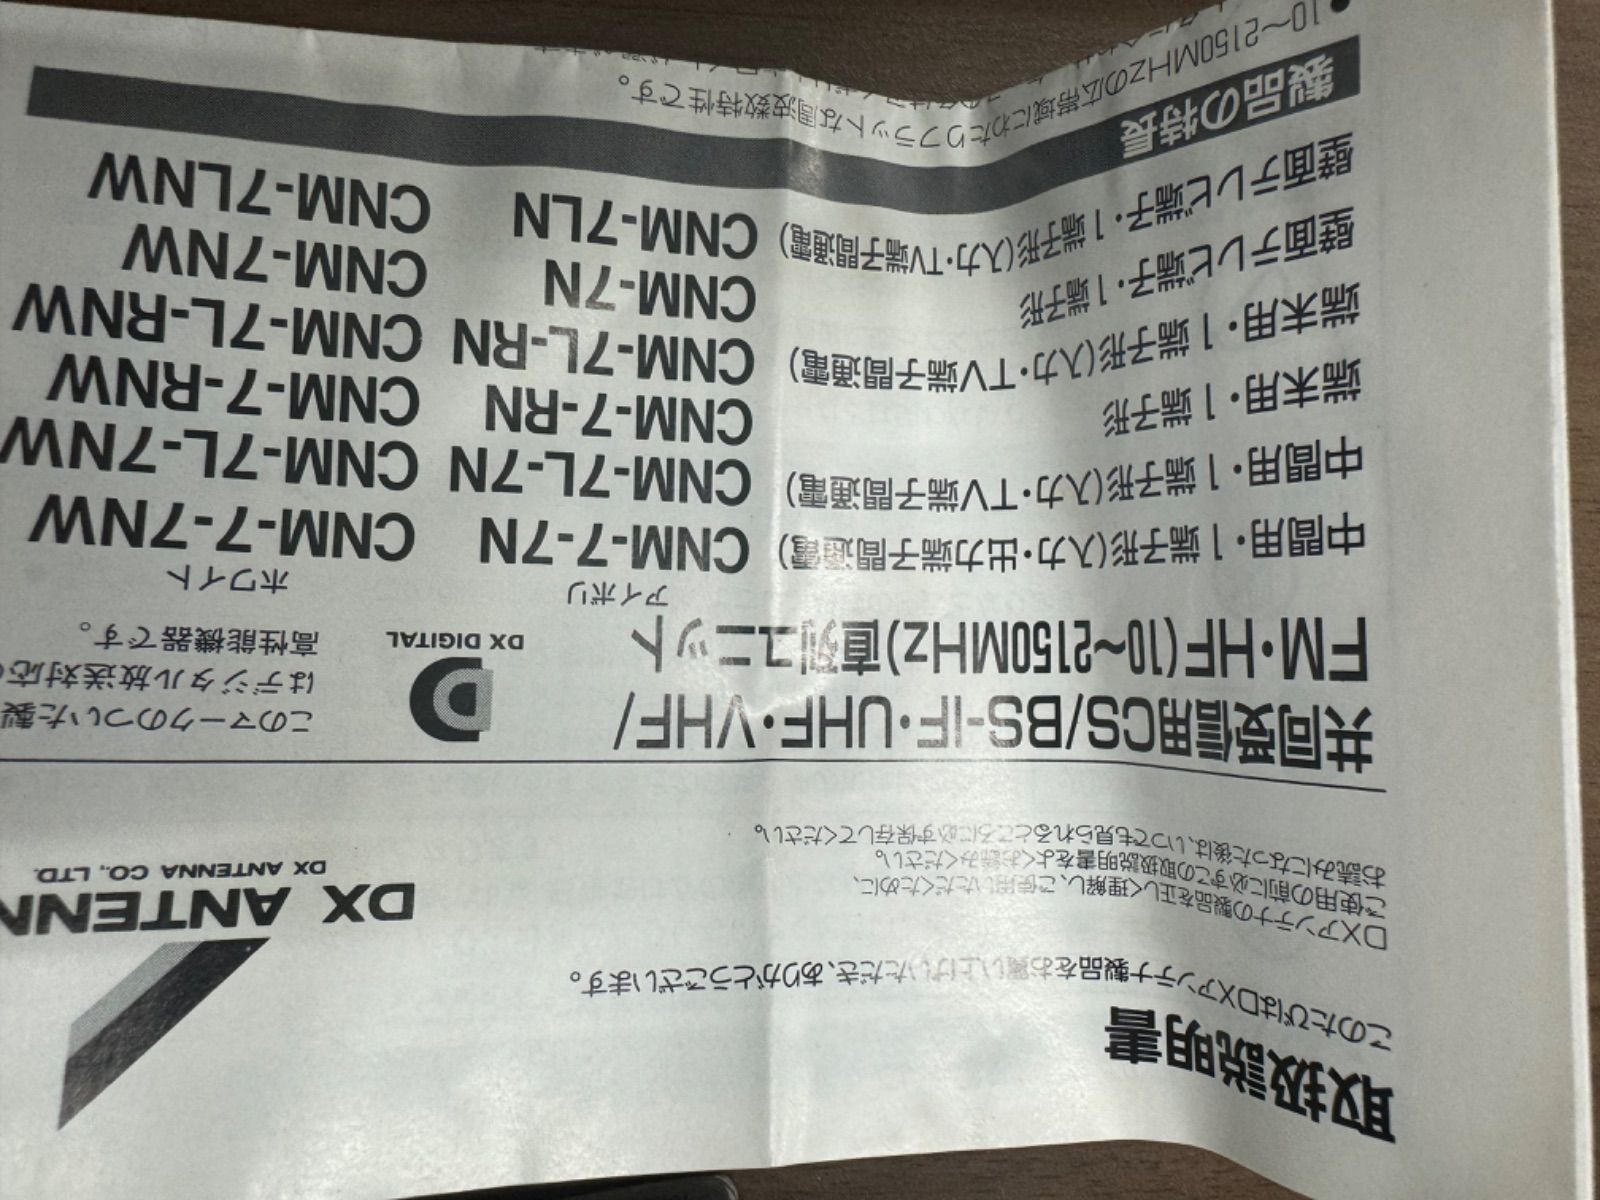 取扱説明書
このたびはDXアンテナ製品をお買い上げいただき、ありがとうございます。
DXアンテナの製品を正しく理解し、ご使用いただくために、
ご使用の前に必ずこの取扱説明書をよくお読みください。
お読みになった後は、いつでも見られるところに必ず保存してください。
DX ANTENN
DX ANTENNA CO., LTD.
共同受信用CS/BS-IF・UHF・VHF/
FM・HF(10~2150MHz)直列ユニット
DX DIGITAL
このマークのついた製
はデジタル放送対応の
高性能機器です。
アイボリ ホワイト
中間用・1端子形(入力・出力端子間通電) CNM-7-7N CNM-7-7NW
中間用・1端子形(入力・TV端子間通電) CNM-7L-7N CNM-7L-7NW
端末用・1端子形 CNM-7-RN CNM-7-RNW
端末用・1端子形(入力・TV端子間通電) CNM-7L-RN CNM-7L-RNW
壁面テレビ端子・1端子形 CNM-7N CNM-7NW
壁面テレビ端子・1端子形(入力・TV端子間通電) CNM-7LN CNM-7LNW
製品の特長
●10~2150MHzの広帯域にわたりフラットな周波数特性です。